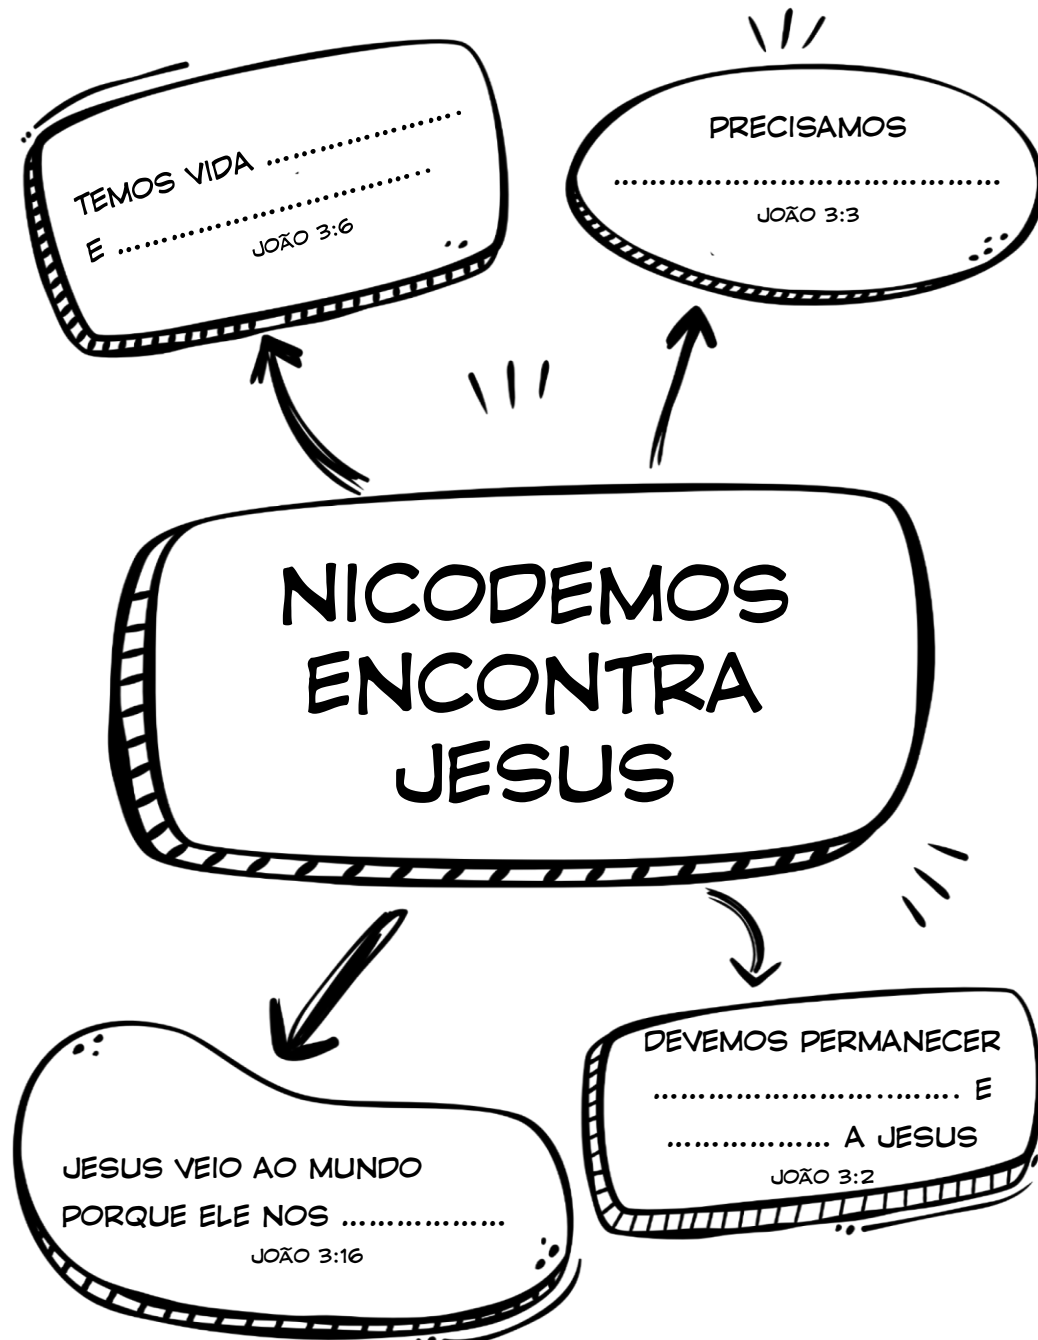 TEMOS VIDA ........................
E ........................................
JOÃO 3:6
PRECISAMOS
................................................
JOÃO 3:3
NICODEMOS
ENCONTRA
JESUS
JESUS VEIO AO MUNDO
PORQUE ELE NOS ..................
JOÃO 3:16
DEVEMOS PERMANECER
.................................. E
.................. A JESUS
JOÃO 3:2